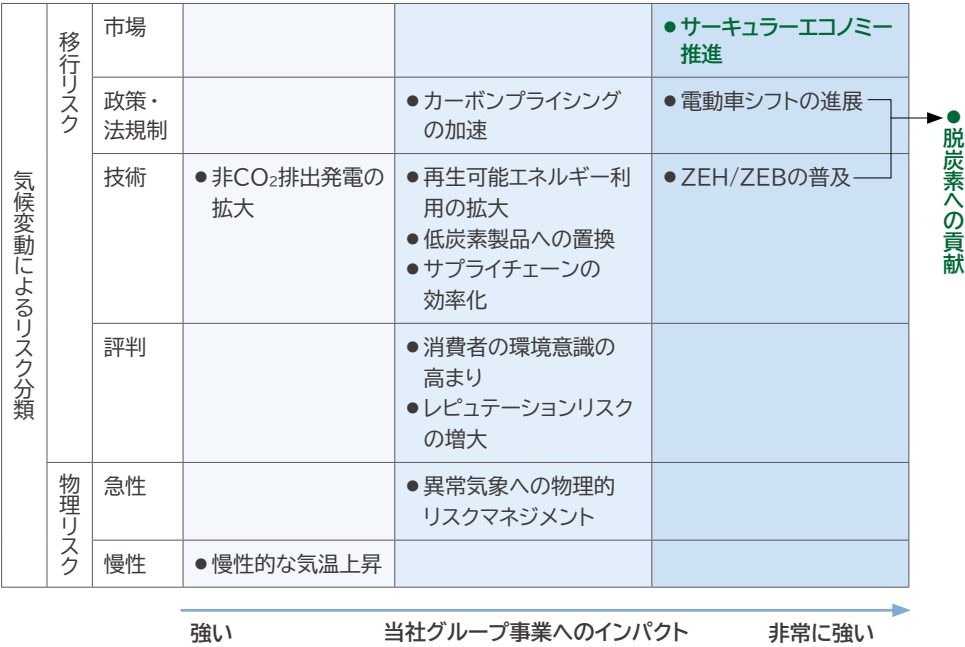 気候変動によるリスク分類
移行リスク
市場
●サーキュラーエコノミー
推進
政策・
法規制
●カーボンプライシング
の加速
●電動車シフトの進展
技術
●非CO₂排出発電の
拡大
●再生可能エネルギー利
用の拡大
●低炭素製品への置換
●サプライチェーンの
効率化
●ZEH/ZEBの普及
●脱炭素への貢献
評判
●消費者の環境意識の
高まり
●レピュテーションリスク
の増大
物理リスク
急性
●異常気象への物理的
リスクマネジメント
慢性
●慢性的な気温上昇
強い
当社グループ事業へのインパクト
非常に強い